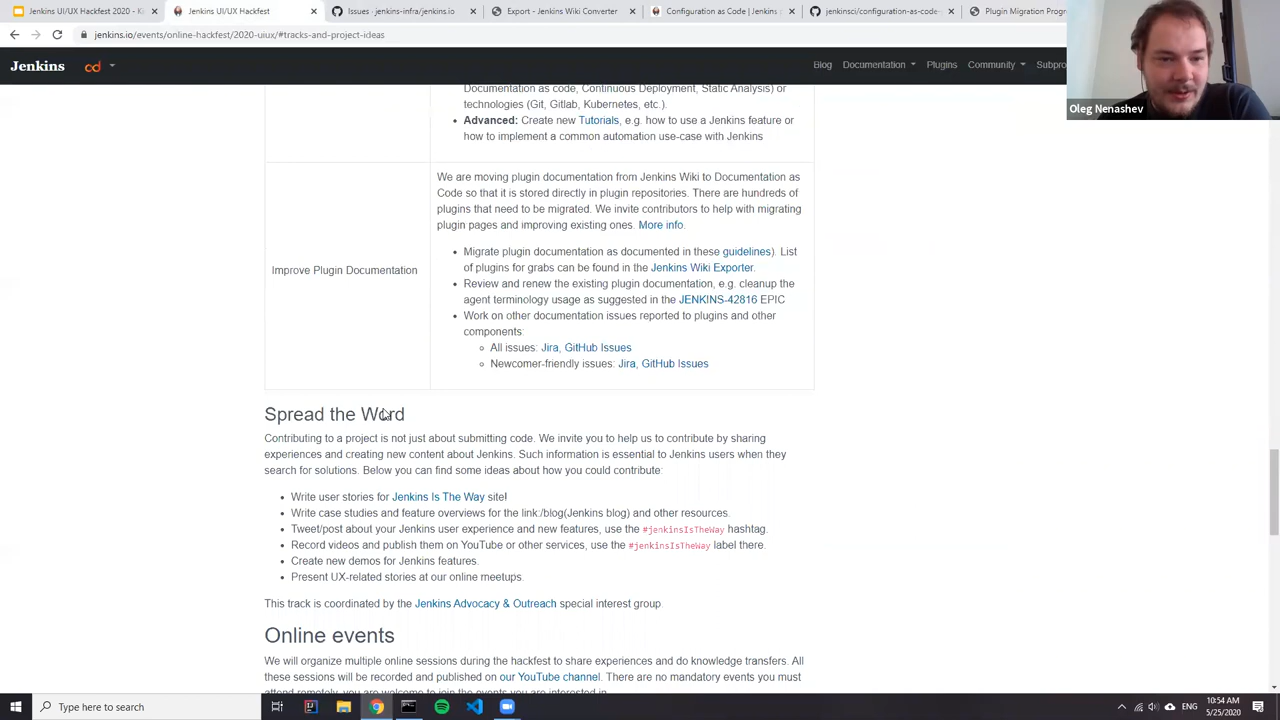 Jenkins UI/UX Hackfest 2020 - Ki
Jenkins UI/UX Hackfest
Issues · jenkins-infra/jenkins.io
Export - Jenkins Wiki Converter
Configuration as Code | Jenkins
jenkinsci/configuration-as-code-
Plugin Migration Progr
jenkins.io/events/online-hackfest/2020-uiux/#tracks-and-project-ideas
Jenkins
cd
Blog
Documentation
Plugins
Community
Subpro
Oleg Nenashev
Documentation as code, Continuous Deployment, Static Analysis) or
technologies (Git, Gitlab, Kubernetes, etc.).
Advanced: Create new Tutorials, e.g. how to use a Jenkins feature or
how to implement a common automation use-case with Jenkins
Improve Plugin Documentation
We are moving plugin documentation from Jenkins Wiki to Documentation as
Code so that it is stored directly in plugin repositories. There are hundreds of
plugins that need to be migrated. We invite contributors to help with migrating
plugin pages and improving existing ones. More info.
Migrate plugin documentation as documented in these guidelines). List
of plugins for grabs can be found in the Jenkins Wiki Exporter.
Review and renew the existing plugin documentation, e.g. cleanup the
agent terminology usage as suggested in the JENKINS-42816 EPIC
Work on other documentation issues reported to plugins and other
components:
All issues: Jira, GitHub Issues
Newcomer-friendly issues: Jira, GitHub Issues
Spread the Word
Contributing to a project is not just about submitting code. We invite you to help us to contribute by sharing
experiences and creating new content about Jenkins. Such information is essential to Jenkins users when they
search for solutions. Below you can find some ideas about how you could contribute:
Write user stories for Jenkins Is The Way site!
Write case studies and feature overviews for the link:/blog(Jenkins blog) and other resources.
Tweet/post about your Jenkins user experience and new features, use the #jenkinsIsTheWay hashtag.
Record videos and publish them on YouTube or other services, use the #jenkinsIsTheWay label there.
Create new demos for Jenkins features.
Present UX-related stories at our online meetups.
This track is coordinated by the Jenkins Advocacy & Outreach special interest group
Online events
We will organize multiple online sessions during the hackfest to share experiences and do knowledge transfers. All
these sessions will be recorded and published on our YouTube channel. There are no mandatory events you must
attend remotely, you are welcome to join the events you are interested in
Type here to search
ENG
10:54 AM
5/25/2020